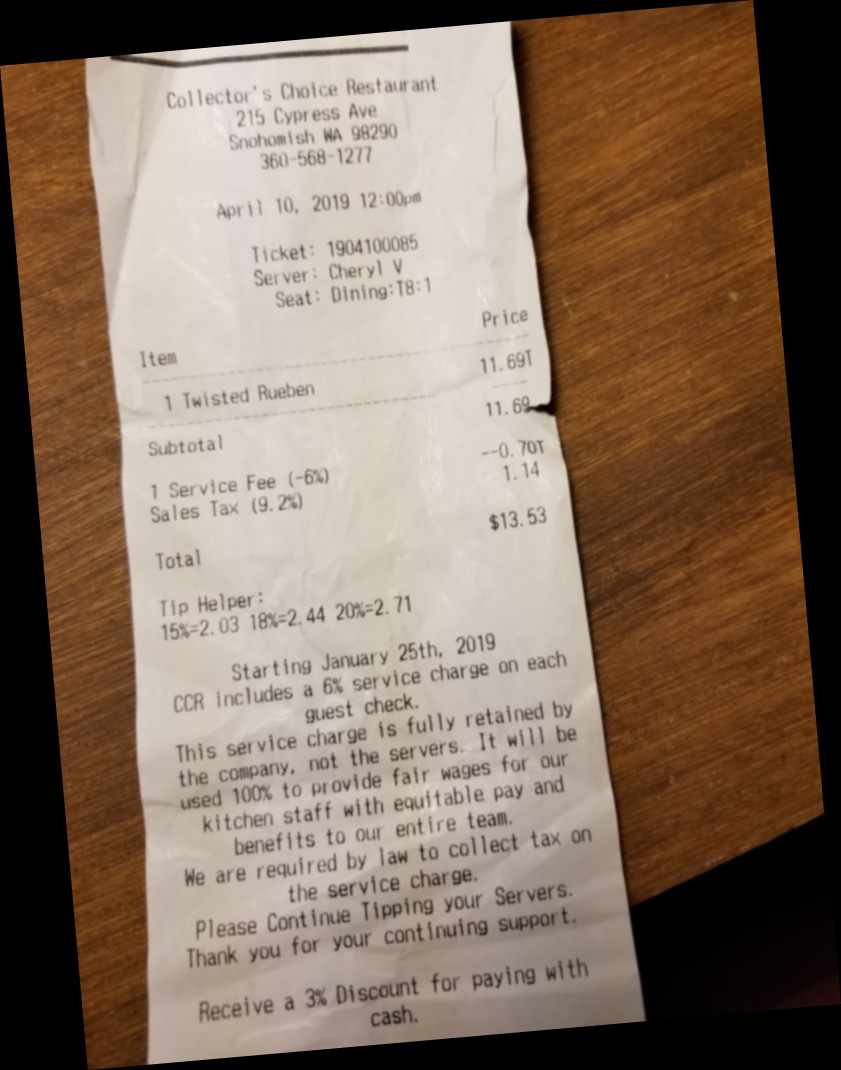 Collector's Choice Restaurant
215 Cypress Ave
Snohomish WA 98290
360-568-1277
April 10, 2019 12:00pm
Ticket: 1904100085
Server: Cheryl V
Seat: Dining:T8:1
Item Price
1 Twisted Rueben 11.69T
Subtotal 11.69
1 Service Fee (-6%) --0.70T
Sales Tax (9.2%) 1.14
Total $13.53
Tip Helper:
15%=2.03 18%=2.44 20%=2.71
Starting January 25th, 2019
CCR includes a 6% service charge on each
guest check.
This service charge is fully retained by
the company, not the servers. It will be
used 100% to provide fair wages for our
kitchen staff with equitable pay and
benefits to our entire team.
We are required by law to collect tax on
the service charge.
Please Continue Tipping your Servers.
Thank you for your continuing support.
Receive a 3% Discount for paying with
cash.